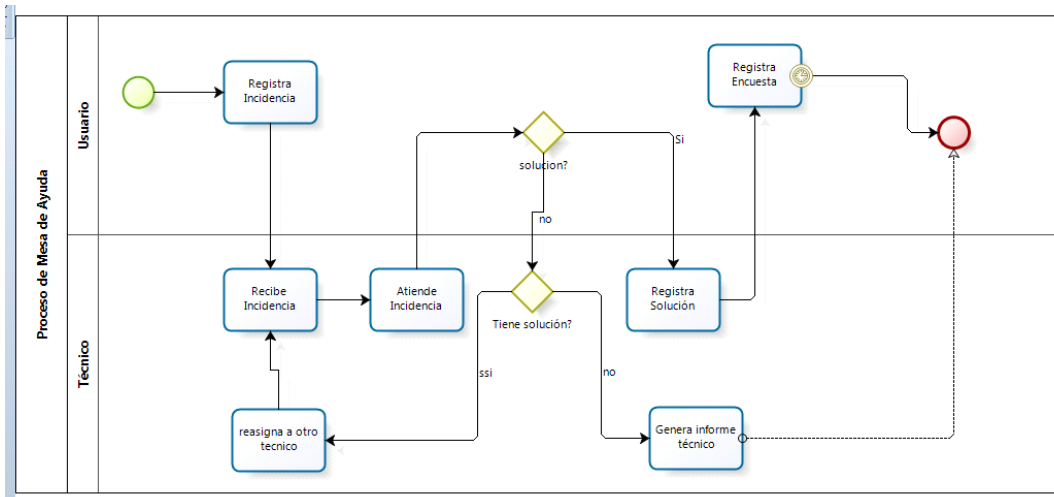 Proceso de Mesa de Ayuda
Usuario
Registra
Incidencia
solucion?
Si
no
Registra
Encuesta
Técnico
Recibe
Incidencia
Atiende
Incidencia
Tiene solución?
ssi
no
Registra
Solución
reasigna a otro
tecnico
Genera informe
técnico